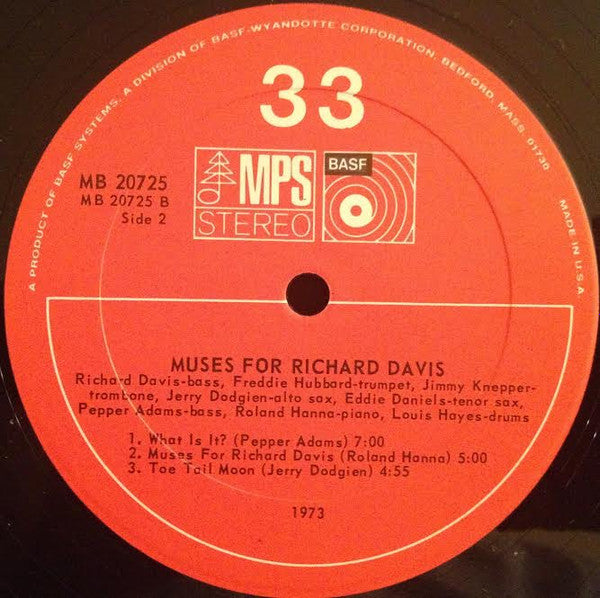 A PRODUCT OF BASF SYSTEMS, A DIVISION OF BASF-WYANDOTTE CORPORATION, BEDFORD, MASS. 01730
33
MPS
STEREO
BASF
MB 20725
MB 20725 B
Side 2
MADE IN U.S.A.
MUSES FOR RICHARD DAVIS
Richard Davis-bass, Freddie Hubbard-trumpet, Jimmy Knepper-
trombone, Jerry Dodgien-alto sax, Eddie Daniels-tenor sax,
Pepper Adams-bass, Roland Hanna-piano, Louis Hayes-drums
1. What Is It? (Pepper Adams) 7:00
2. Muses For Richard Davis (Roland Hanna) 5:00
3. Toe Tail Moon (Jerry Dodgien) 4:55
1973